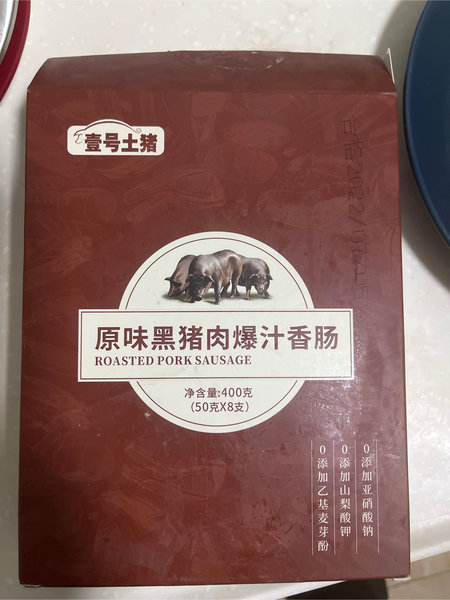 壹号土猪
原味黑猪肉爆汁香肠
ROASTED PORK SAUSAGE
净含量:400克
(50克X8支)
0添加亚硝酸钠
0添加山梨酸钾
0添加乙基麦芽酚